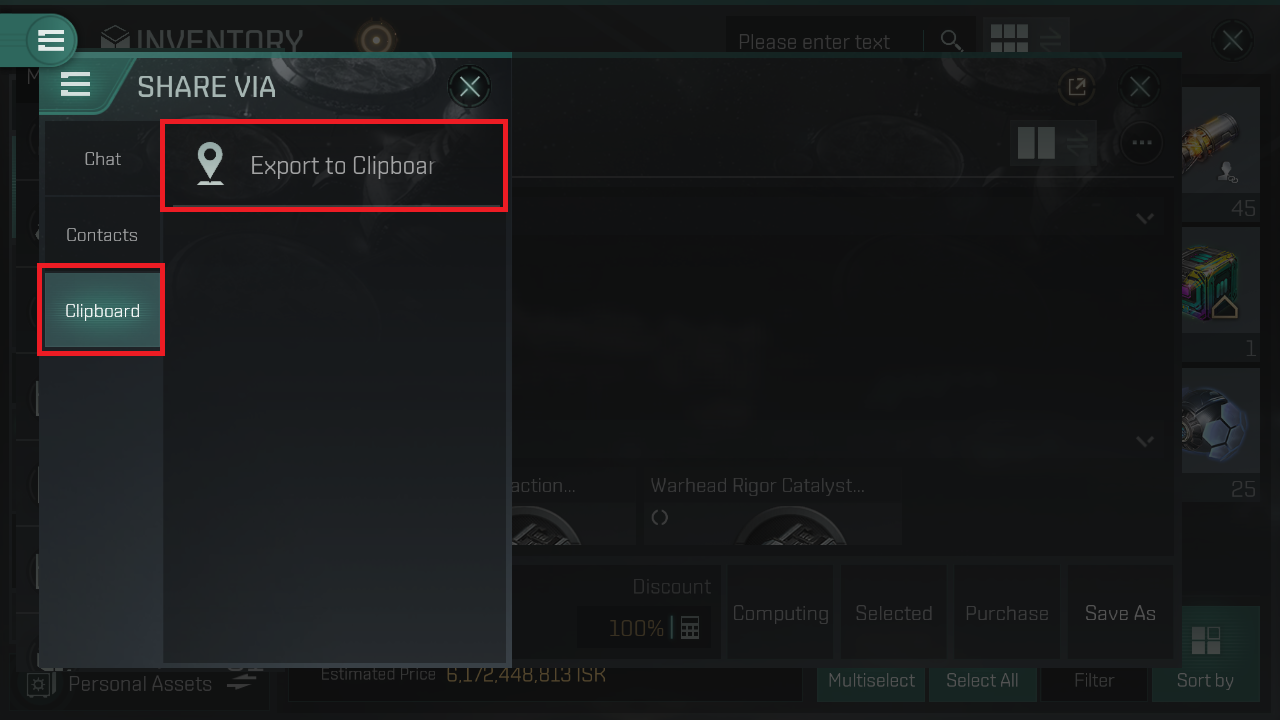 INVENTORY
Please enter text
SHARE VIA
Chat
Export to Clipboar
Contacts
Clipboard
45
1
25
action...
Warhead Rigor Catalyst...
Discount
100%
Computing
Selected
Purchase
Save As
Personal Assets
Estimated Price 6,172,448,813 ISK
Multiselect
Select All
Filter
Sort by